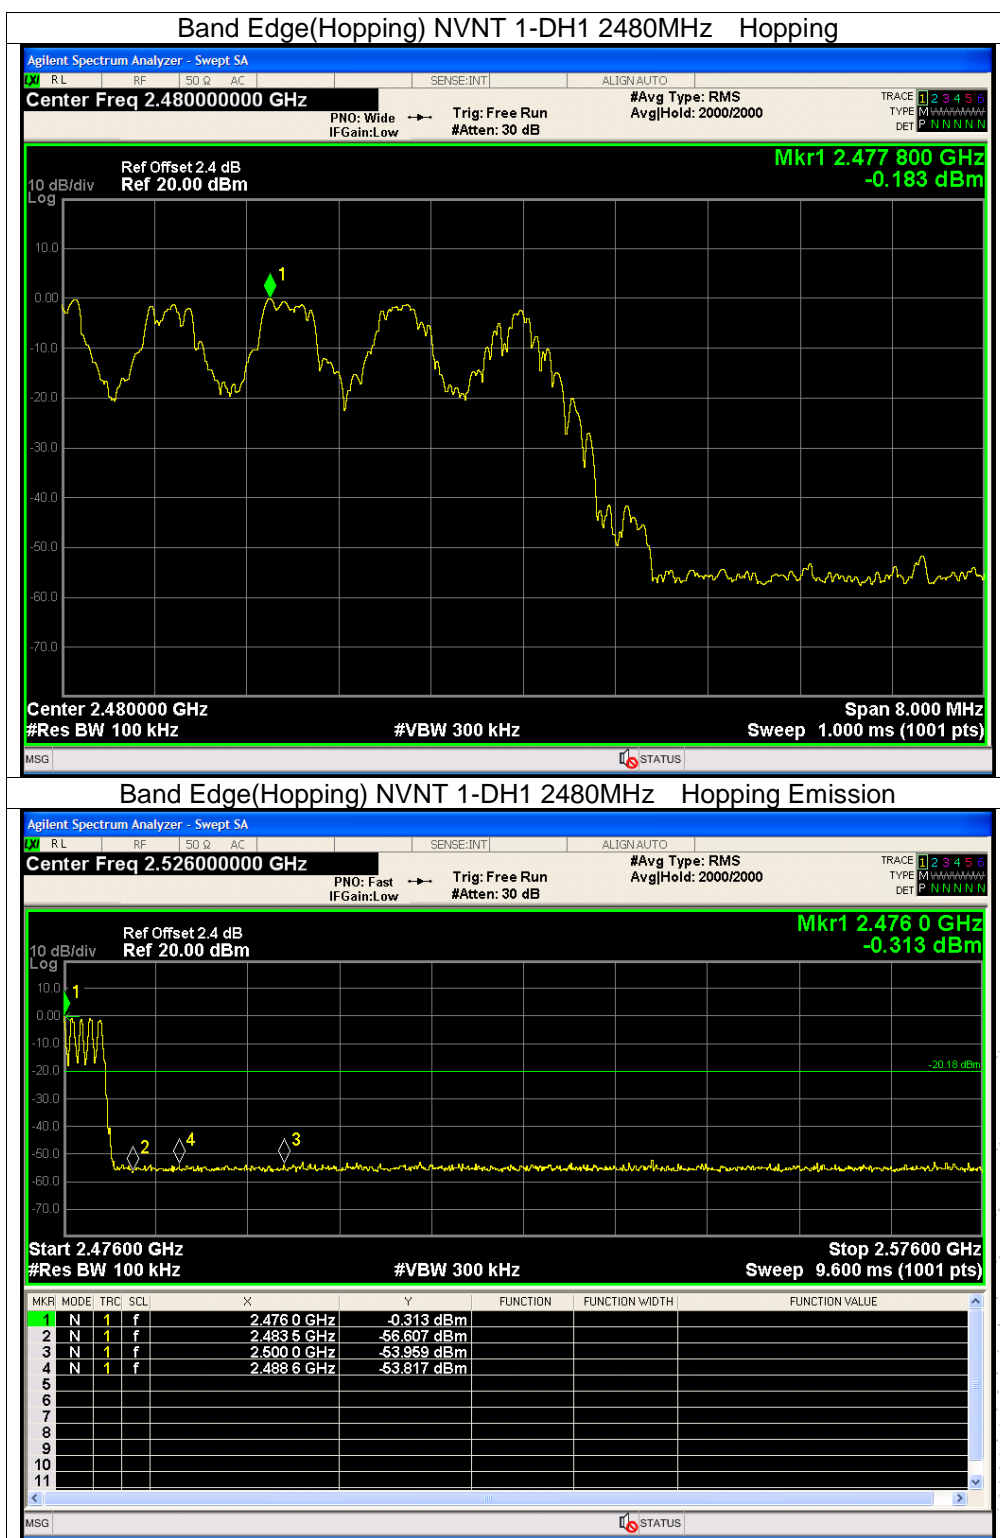 Band Edge(Hopping) NVNT 1-DH1 2480MHz Hopping
Agilent Spectrum Analyzer - Swept SA
LXI RL RF 50 Ω AC SENSE:INT ALIGN AUTO
Center Freq 2.480000000 GHz #Avg Type: RMS TRACE 1 2 3 4 5 6
PNO: Wide Trig: Free Run Avg|Hold: 2000/2000 TYPE M
IFGain:Low #Atten: 30 dB DET P N N N N N
Mkr1 2.477 800 GHz
Ref Offset 2.4 dB
10 dB/div Ref 20.00 dBm -0.183 dBm
Log
10.0
1
0.00
-10.0
-20.0
-30.0
-40.0
-50.0
-60.0
-70.0
Center 2.480000 GHz Span 8.000 MHz
#Res BW 100 kHz #VBW 300 kHz Sweep 1.000 ms (1001 pts)
MSG STATUS
Band Edge(Hopping) NVNT 1-DH1 2480MHz Hopping Emission
Agilent Spectrum Analyzer - Swept SA
LXI RL RF 50 Ω AC SENSE:INT ALIGN AUTO
Center Freq 2.526000000 GHz #Avg Type: RMS TRACE 1 2 3 4 5 6
PNO: Fast Trig: Free Run Avg|Hold: 2000/2000 TYPE M
IFGain:Low #Atten: 30 dB DET P N N N N N
Mkr1 2.476 0 GHz
Ref Offset 2.4 dB
10 dB/div Ref 20.00 dBm -0.313 dBm
Log
10.0
1
0.00
-10.0
-20.0 -20.18 dBm
-30.0
-40.0
2 4 3
-50.0
-60.0
-70.0
Start 2.47600 GHz Stop 2.57600 GHz
#Res BW 100 kHz #VBW 300 kHz Sweep 9.600 ms (1001 pts)
MKR MODE TRC SCL X Y FUNCTION FUNCTION WIDTH FUNCTION VALUE
1 N 1 f 2.476 0 GHz -0.313 dBm
2 N 1 f 2.483 5 GHz -56.607 dBm
3 N 1 f 2.500 0 GHz -53.959 dBm
4 N 1 f 2.488 6 GHz -53.817 dBm
5
6
7
8
9
10
11
MSG STATUS